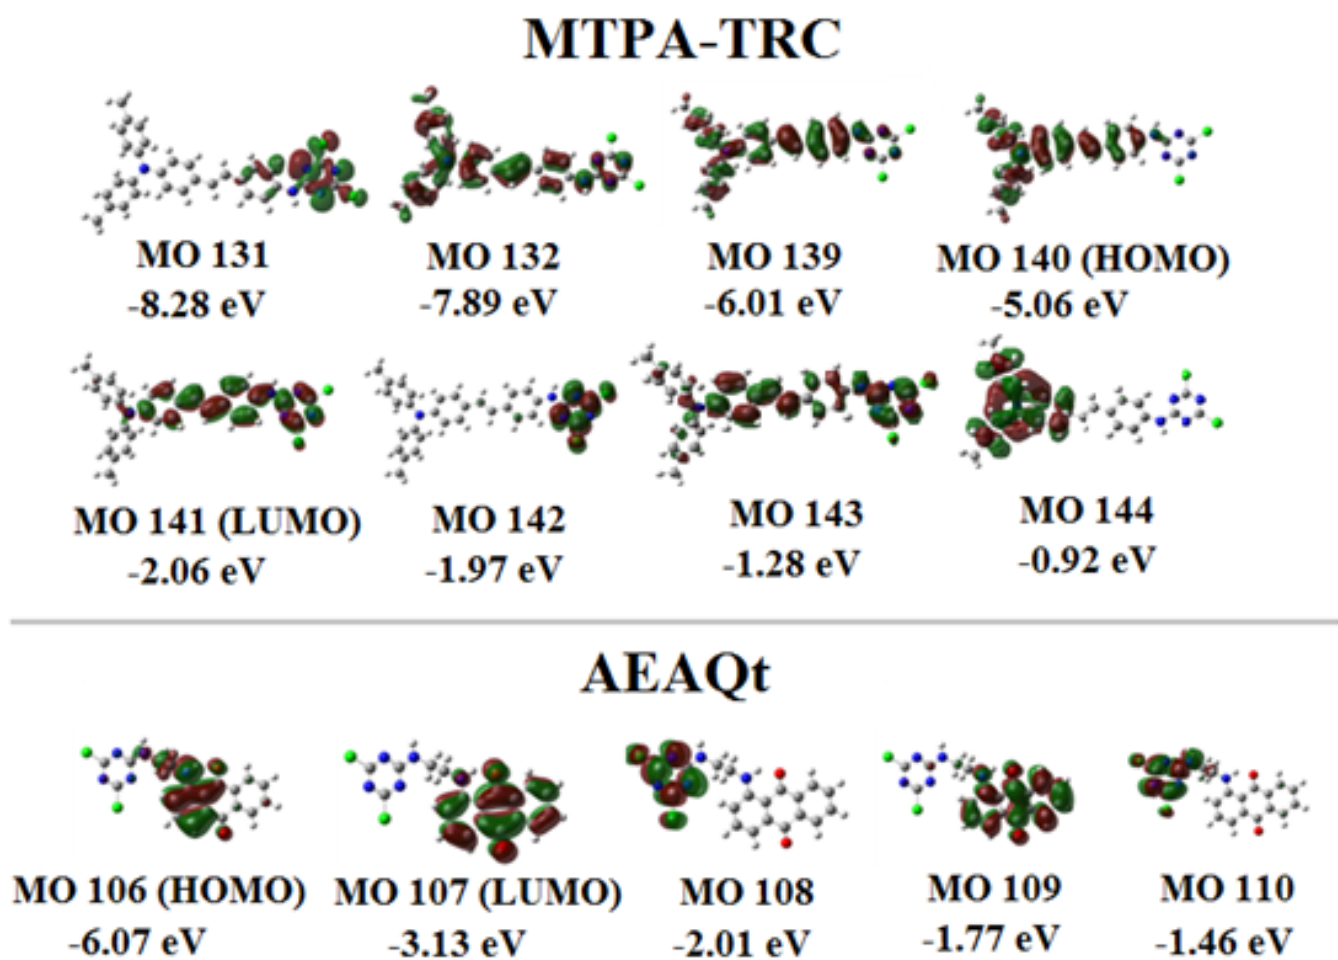 MTPA-TRC
MO 131
-8.28 eV
MO 132
-7.89 eV
MO 139
-6.01 eV
MO 140 (HOMO)
-5.06 eV
MO 141 (LUMO)
-2.06 eV
MO 142
-1.97 eV
MO 143
-1.28 eV
MO 144
-0.92 eV
AEAQt
MO 106 (HOMO)
-6.07 eV
MO 107 (LUMO)
-3.13 eV
MO 108
-2.01 eV
MO 109
-1.77 eV
MO 110
-1.46 eV